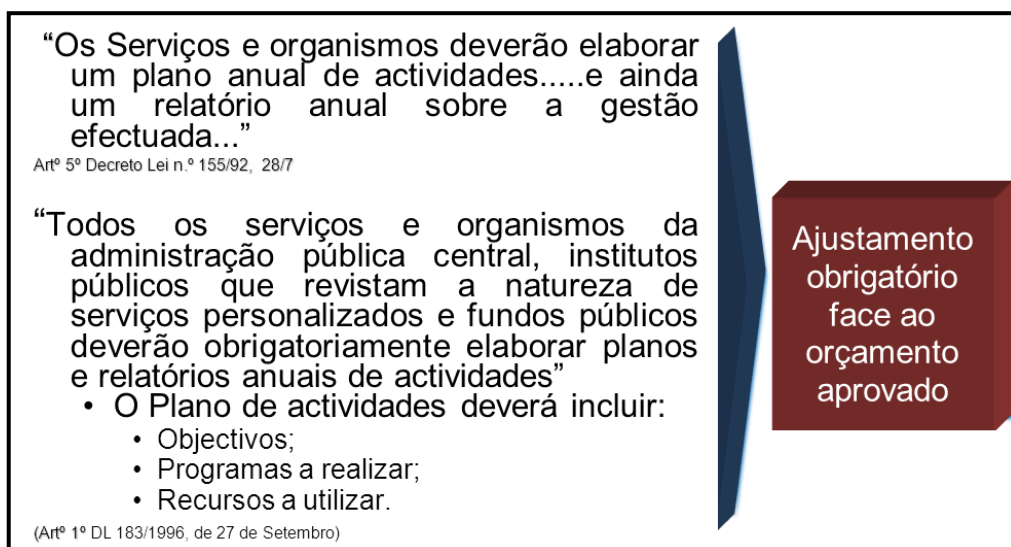 “Os Serviços e organismos deverão elaborar
um plano anual de actividades.....e ainda
um relatório anual sobre a gestão
efectuada...”
Artº 5º Decreto Lei n.º 155/92, 28/7
“Todos os serviços e organismos da
administração pública central, institutos
públicos que revistam a natureza de
serviços personalizados e fundos públicos
deverão obrigatoriamente elaborar planos
e relatórios anuais de actividades”
• O Plano de actividades deverá incluir:
• Objectivos;
• Programas a realizar;
• Recursos a utilizar.
(Artº 1º DL 183/1996, de 27 de Setembro)
Ajustamento
obrigatório
face ao
orçamento
aprovado